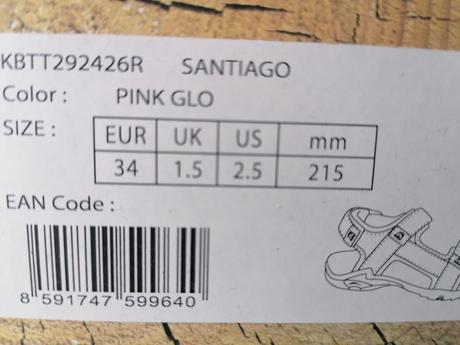 KBTT292426R SANTIAGO
Color : PINK GLO
SIZE : EUR UK US mm
34 1.5 2.5 215
EAN Code :
8 591747 599640